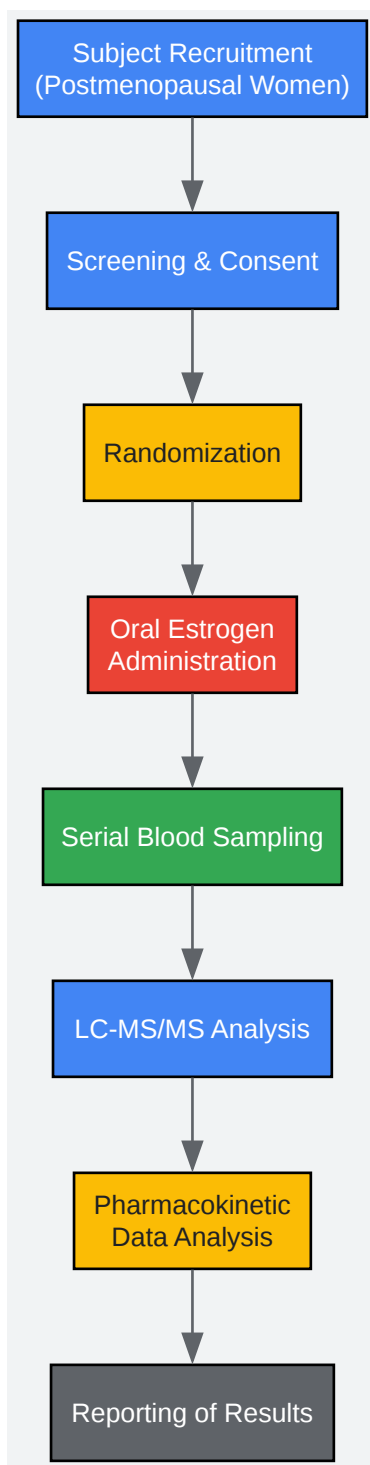 Subject Recruitment
(Postmenopausal Women)
Screening & Consent
Randomization
Oral Estrogen
Administration
Serial Blood Sampling
LC-MS/MS Analysis
Pharmacokinetic
Data Analysis
Reporting of Results